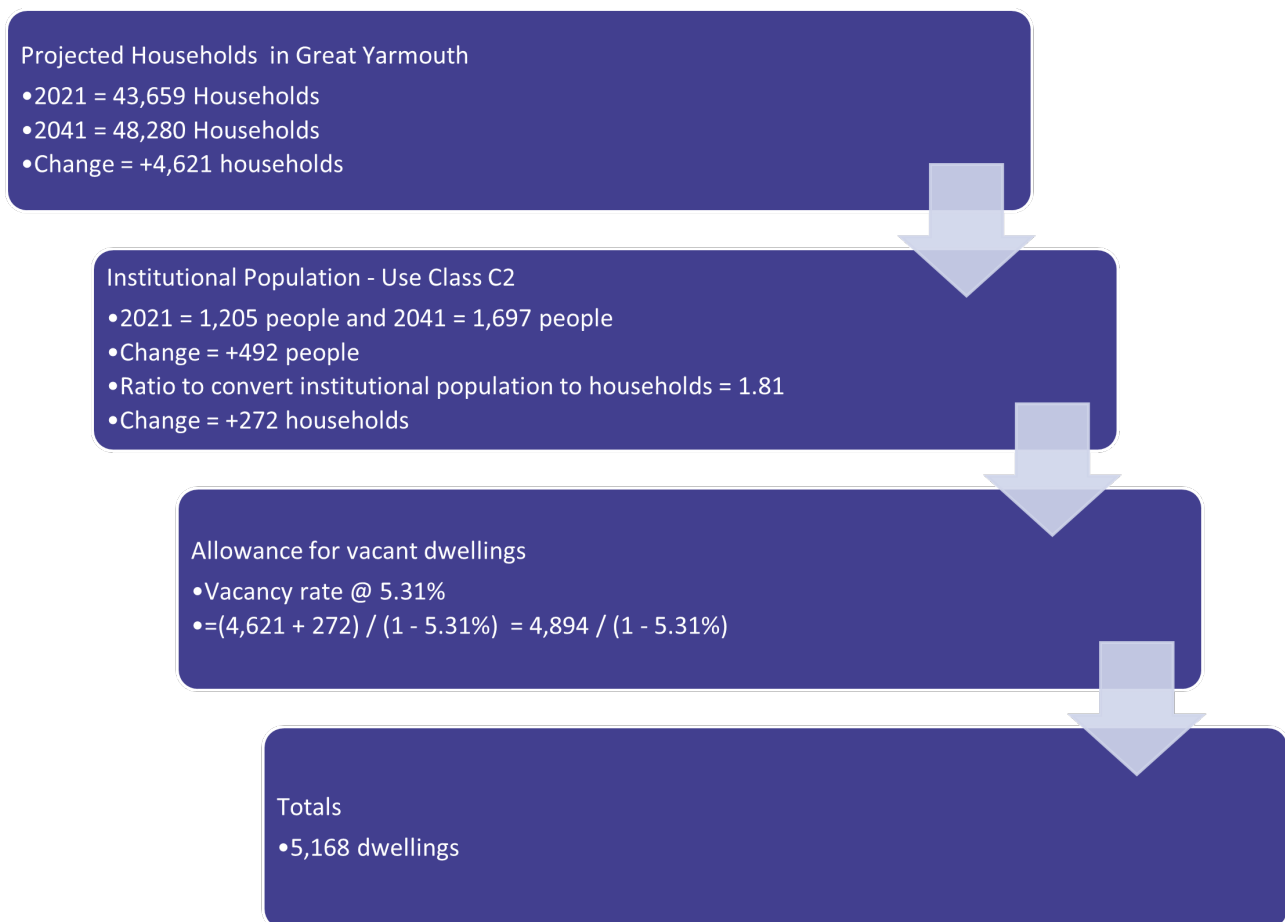 Projected Households  in Great Yarmouth
•2021 = 43,659 Households
•2041 = 48,280 Households
•Change = +4,621 households
Institutional Population - Use Class C2
•2021 = 1,205 people and 2041 = 1,697 people
•Change = +492 people
•Ratio to convert institutional population to households = 1.81
•Change = +272 households
Allowance for vacant dwellings
•Vacancy rate @ 5.31%
•=(4,621 + 272) / (1 - 5.31%)  = 4,894 / (1 - 5.31%)
Totals
•5,168 dwellings